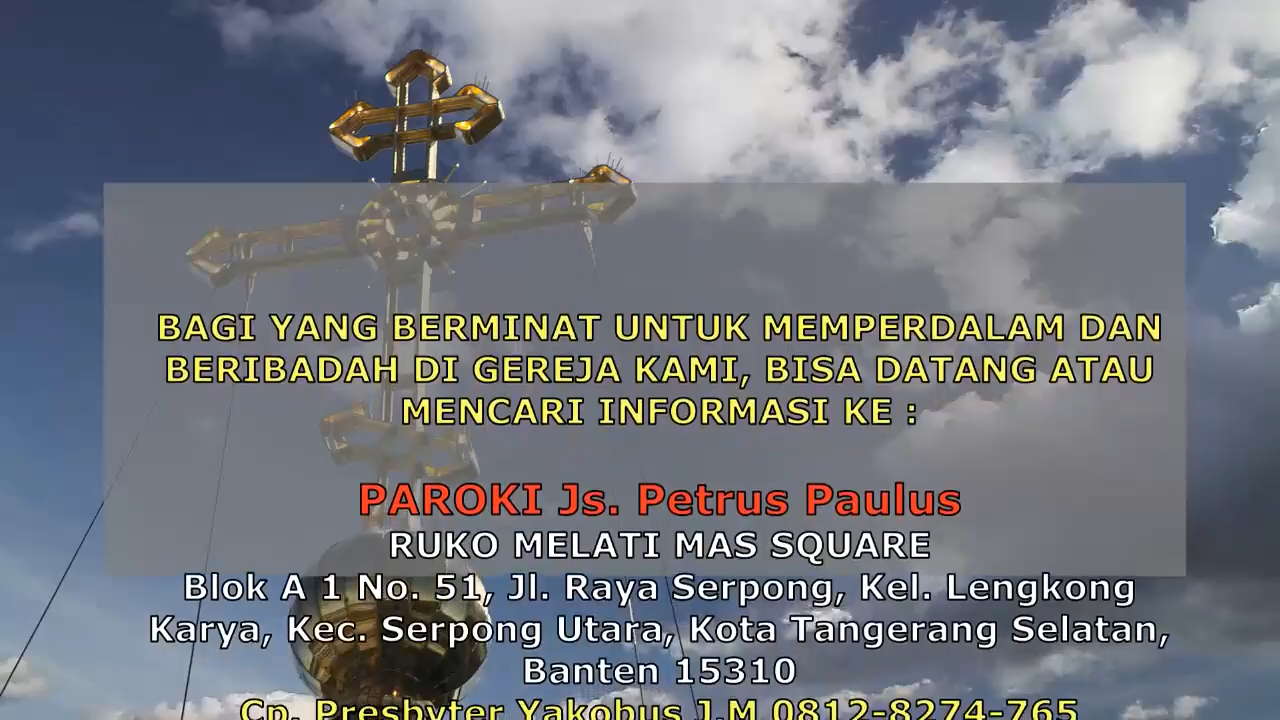 BAGI YANG BERMINAT UNTUK MEMPERDALAM DAN
BERIBADAH DI GEREJA KAMI, BISA DATANG ATAU
MENCARI INFORMASI KE :
PAROKI Js. Petrus Paulus
RUKO MELATI MAS SQUARE
Blok A 1 No. 51, Jl. Raya Serpong, Kel. Lengkong
Karya, Kec. Serpong Utara, Kota Tangerang Selatan,
Banten 15310
Cp. Presbyter Yakobus J.M 0812-8274-765